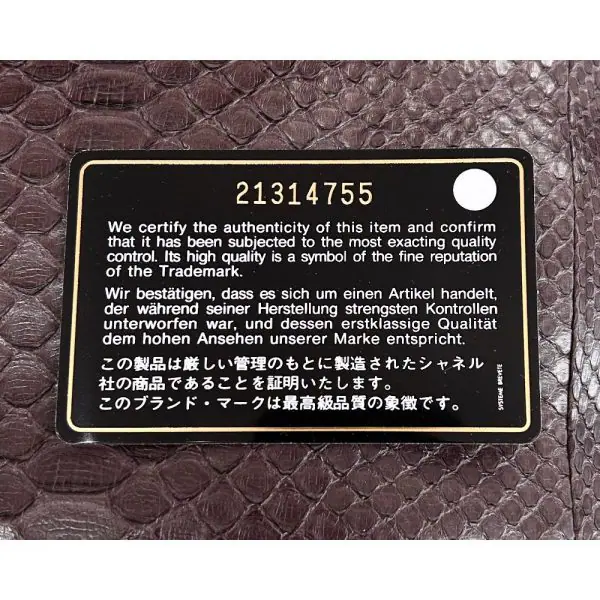 21314755
We certify the authenticity of this item and confirm
that it has been subjected to the most exacting quality
control. Its high quality is a symbol of the fine reputation
of the Trademark.
Wir bestätigen, dass es sich um einen Artikel handelt,
der während seiner Herstellung strengsten Kontrollen
unterworfen war, und dessen erstklassige Qualität
dem hohen Ansehen unserer Marke entspricht.
この製品は厳しい管理のもとに製造されたシャネル
社の商品であることを証明いたします。
このブランド・マークは最高級品質の象徴です。
SYSTEME BREVETE